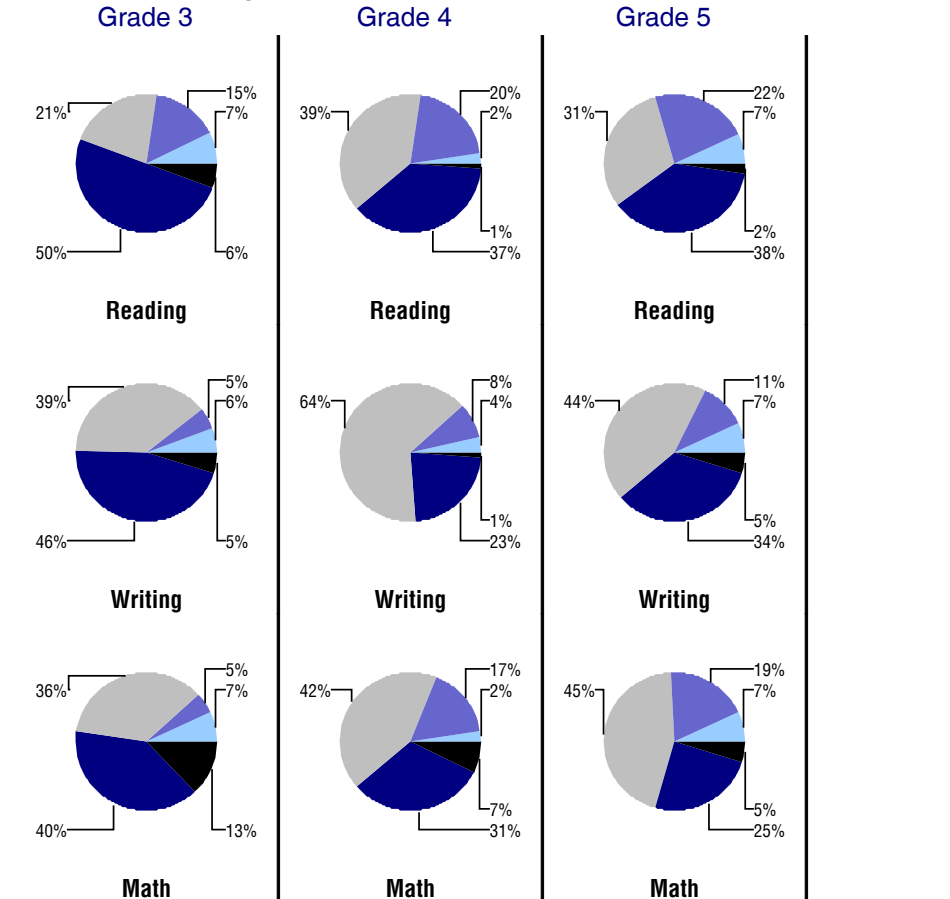 Grade 3 Grade 4 Grade 5
21% 15% 7% 50% 6%
39% 20% 2% 1% 37%
31% 22% 7% 2% 38%
Reading Reading Reading
39% 5% 6% 46% 5%
64% 8% 4% 1% 23%
44% 11% 7% 5% 34%
Writing Writing Writing
36% 5% 7% 40% 13%
42% 17% 2% 7% 31%
45% 19% 7% 5% 25%
Math Math Math